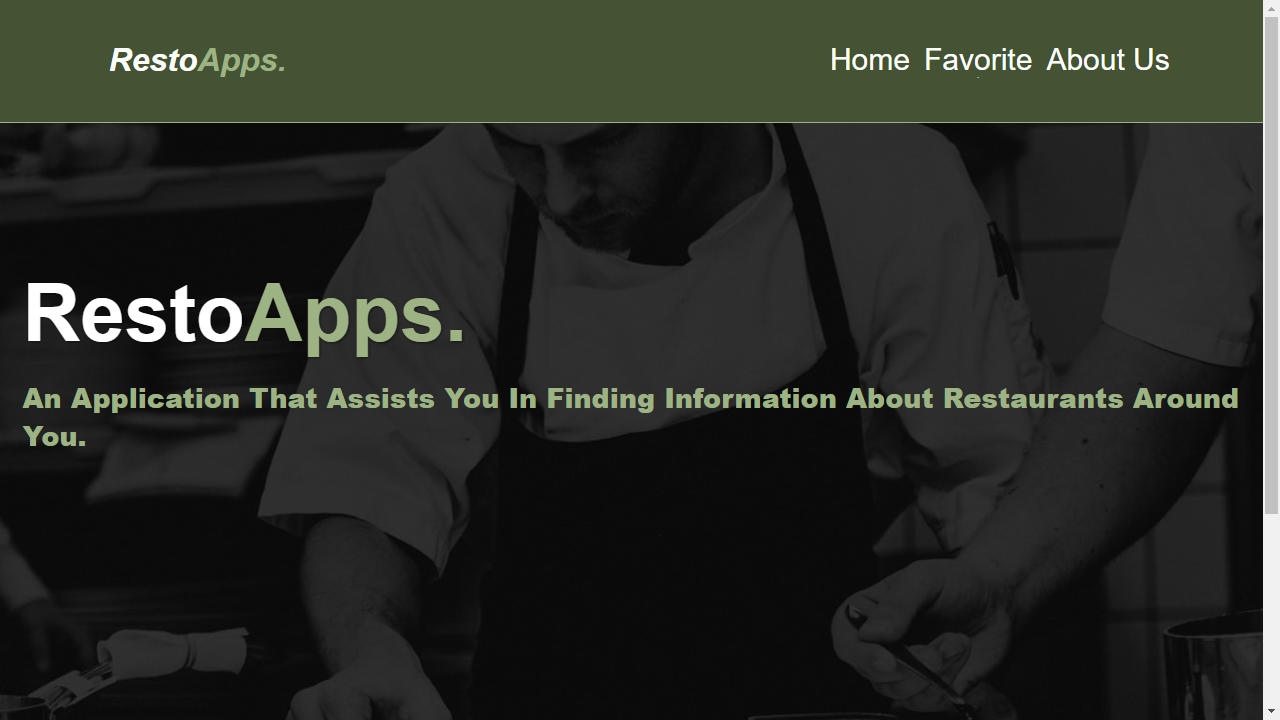 RestoApps.
Home Favorite About Us
RestoApps.
An Application That Assists You In Finding Information About Restaurants Around
You.